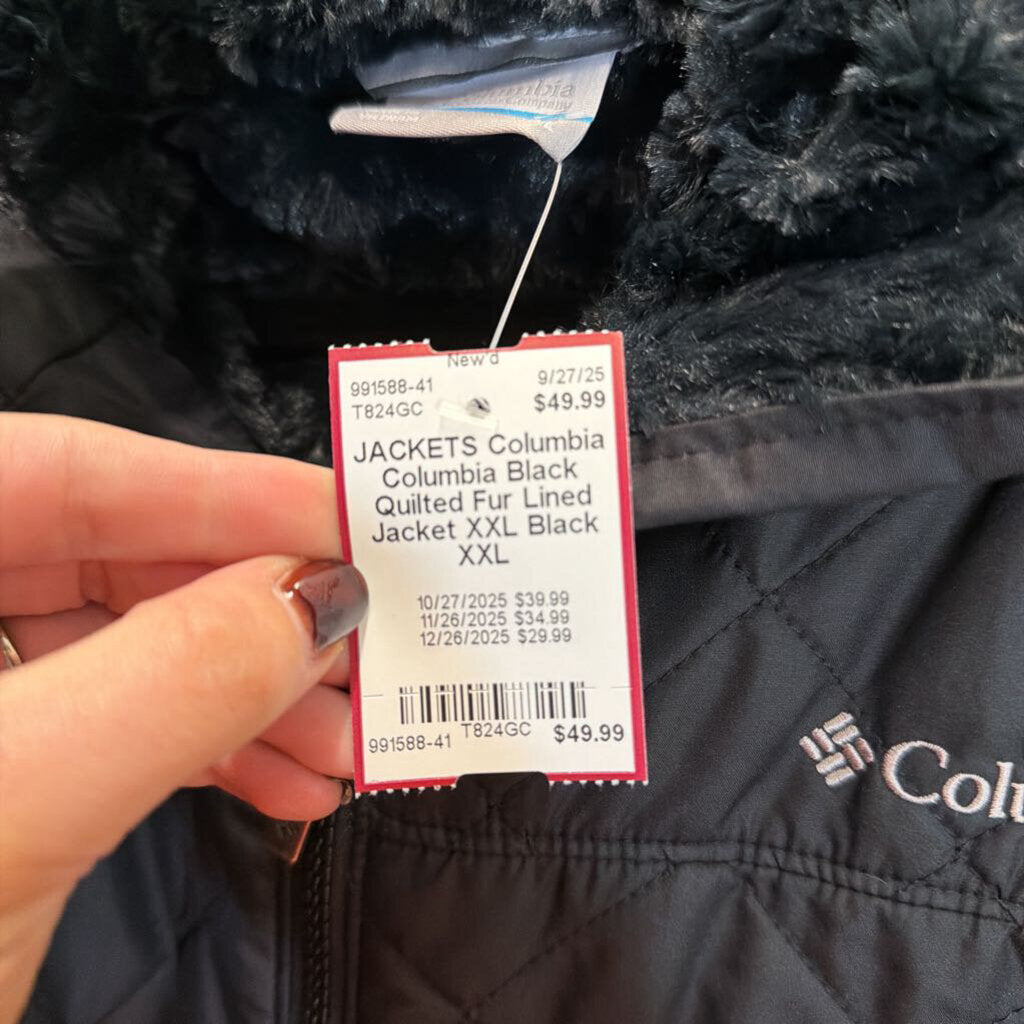 Columbia
Company
New'd
991588-41 9/27/25
T824GC $49.99
JACKETS Columbia
Columbia Black
Quilted Fur Lined
Jacket XXL Black
XXL
10/27/2025 $39.99
11/26/2025 $34.99
12/26/2025 $29.99
991588-41 T824GC $49.99
Colu